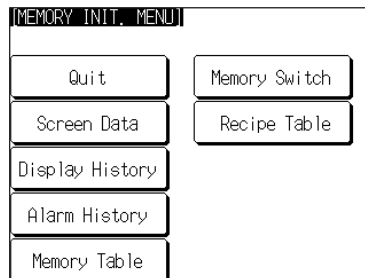 [MEMORY INIT. MENU]
Quit
Memory Switch
Screen Data
Recipe Table
Display History
Alarm History
Memory Table